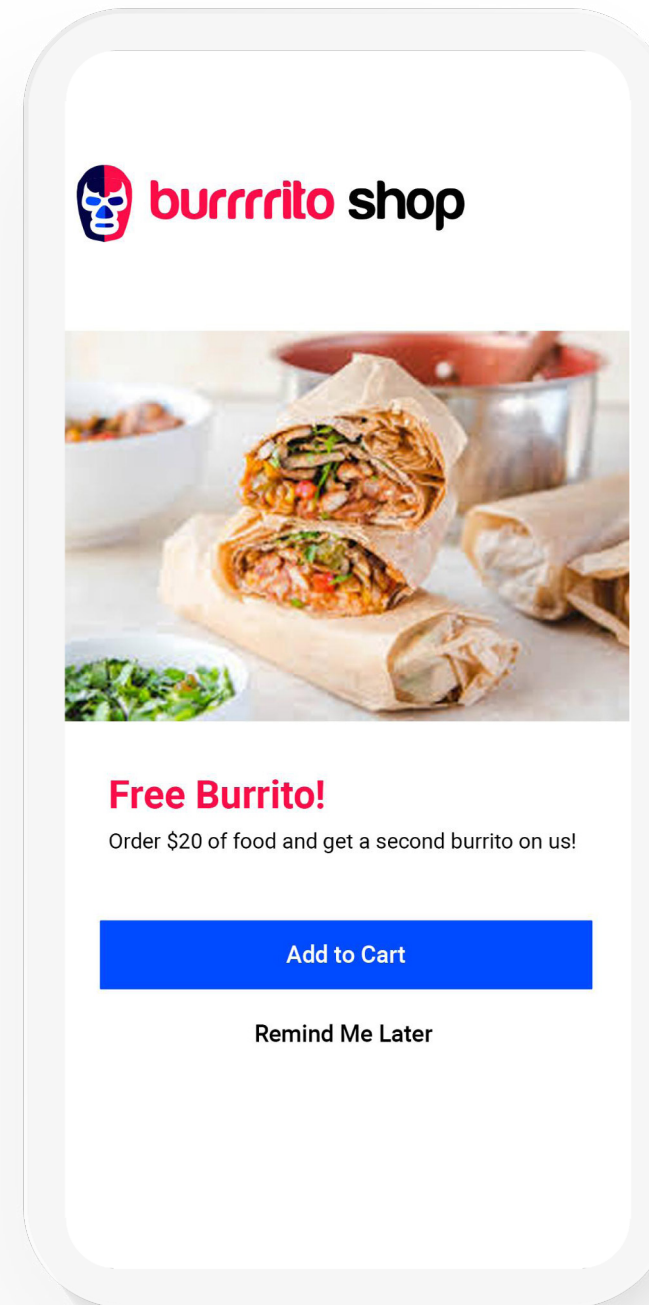 burrrrito shop
Free Burrito!
Order $20 of food and get a second burrito on us!
Add to Cart
Remind Me Later